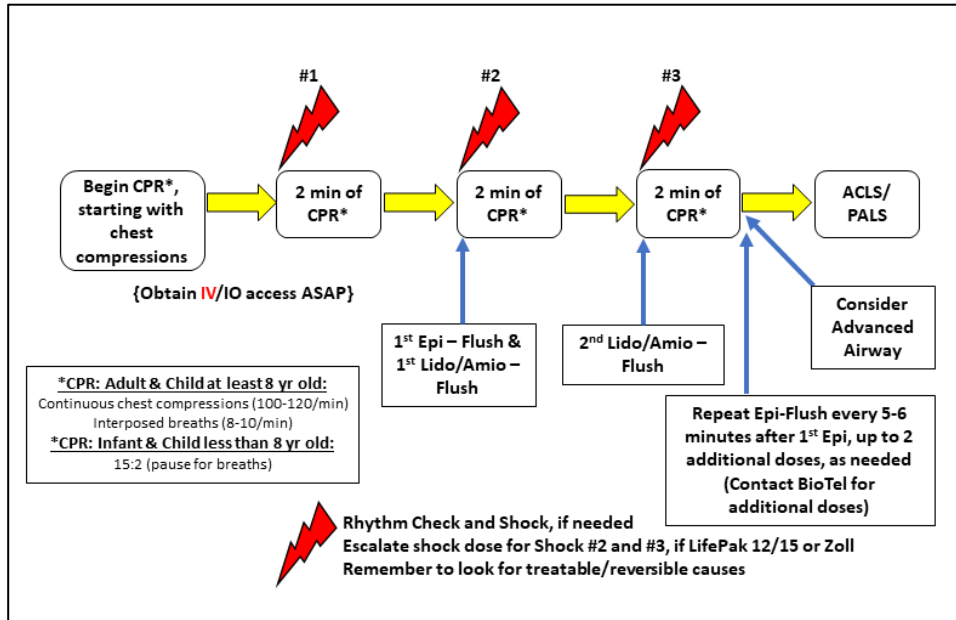 #1
#2
#3
Begin CPR*,
starting with
chest
compressions
2 min of
CPR*
2 min of
CPR*
2 min of
CPR*
ACLS/
PALS
{Obtain IV/IO access ASAP}
1st Epi – Flush &
1st Lido/Amio –
Flush
2nd Lido/Amio –
Flush
Consider
Advanced
Airway
*CPR: Adult & Child at least 8 yr old:
Continuous chest compressions (100-120/min)
Interposed breaths (8-10/min)
*CPR: Infant & Child less than 8 yr old:
15:2 (pause for breaths)
Repeat Epi-Flush every 5-6
minutes after 1st Epi, up to 2
additional doses, as needed
(Contact BioTel for
additional doses)
Rhythm Check and Shock, if needed
Escalate shock dose for Shock #2 and #3, if LifePak 12/15 or Zoll
Remember to look for treatable/reversible causes